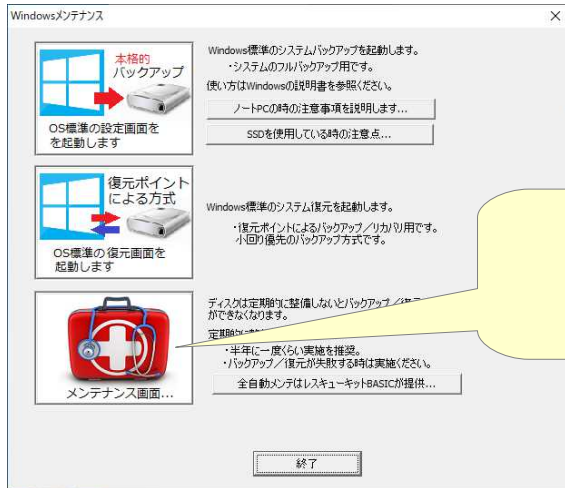 Windowsメンテナンス
本格的
バックアップ
OS標準の設定画面を
を起動します
Windows標準のシステムバックアップを起動します。
・システムのフルバックアップ用です。
使い方はWindowsの説明書を参照ください。
ノートPCの時の注意事項を説明します...
SSDを使用している時の注意点...
復元ポイント
による方式
OS標準の復元画面を
起動します
Windows標準のシステム復元を起動します。
・復元ポイントによるバックアップ/リカバリ用です。
小回り優先のバックアップ方式です。
メンテナンス画面...
ディスクは定期的に整備しないとバックアップ/復元
ができなくなります。
定期的に
・半年に一度くらい実施を推奨。
・バックアップ/復元が失敗する時は実施ください。
全自動メンテはレスキューキットBASICが提供...
終了